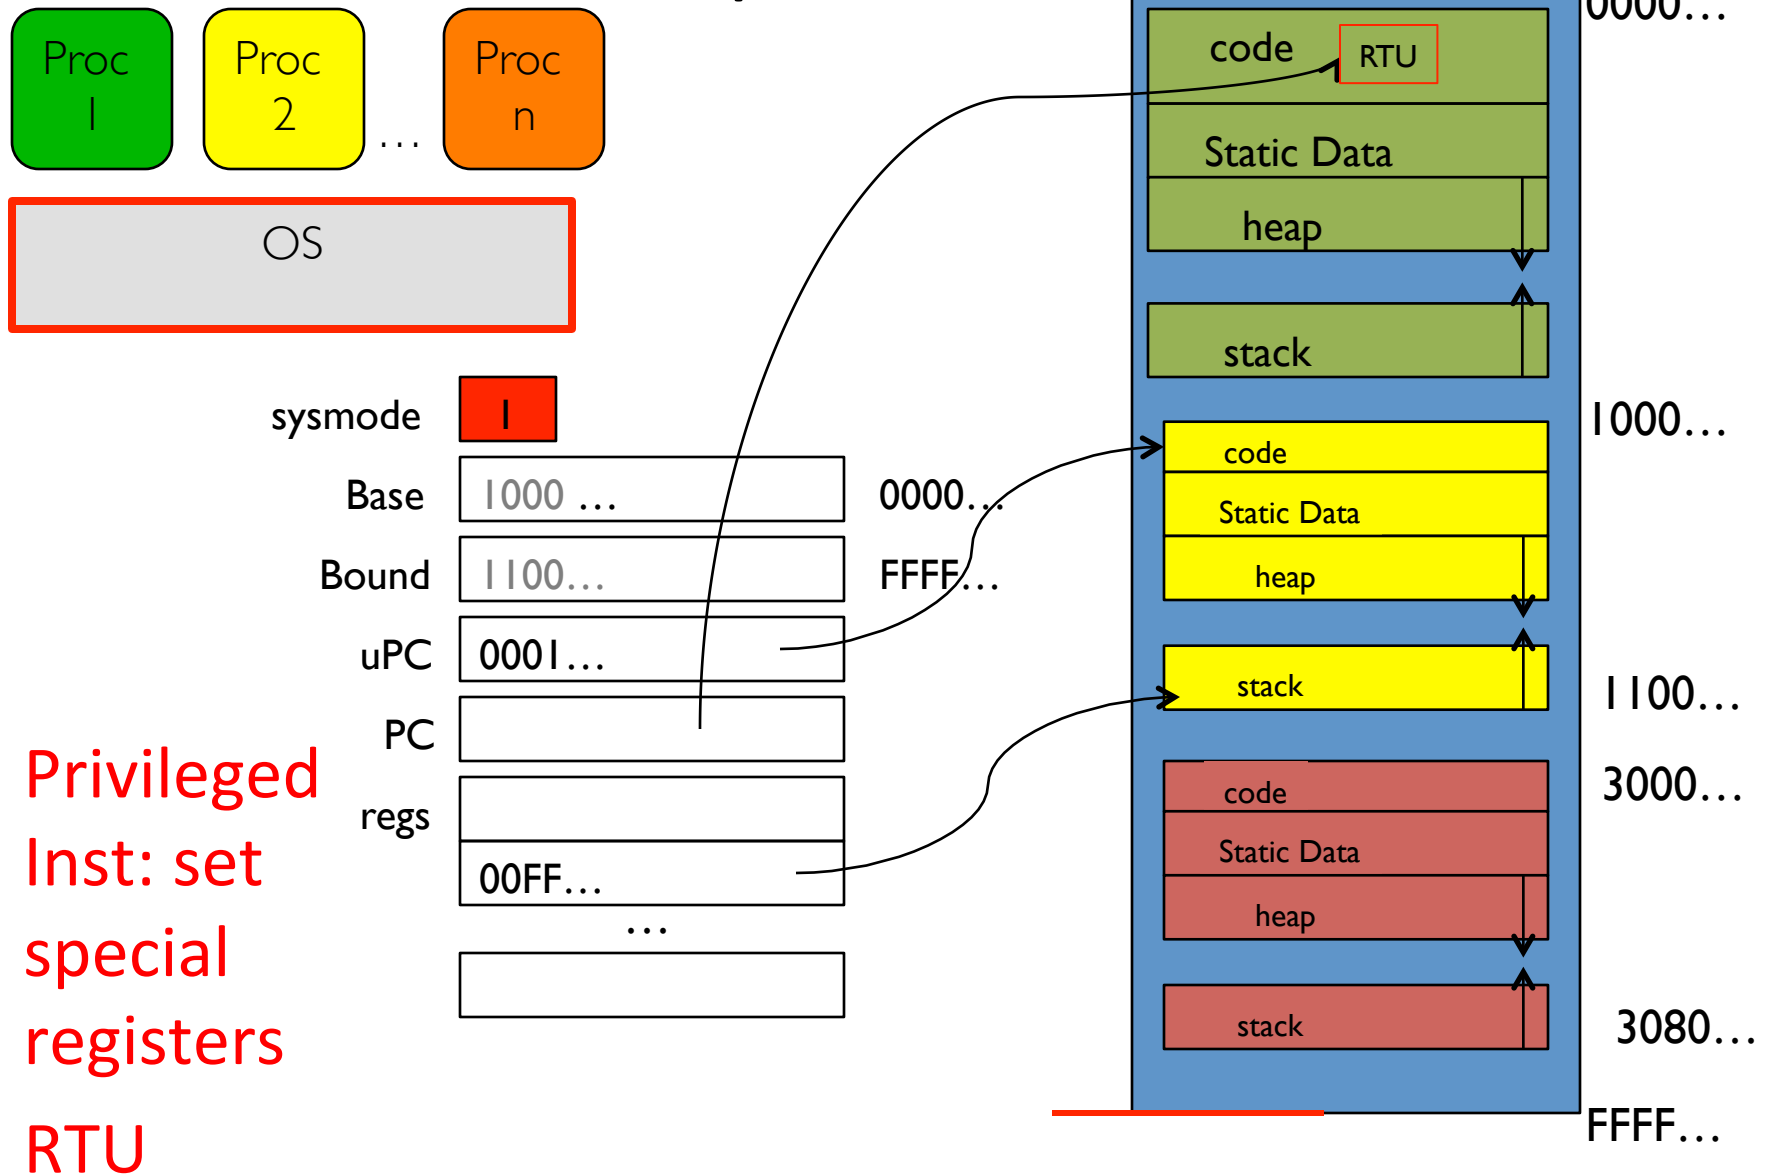 Proc
1
Proc
2
...
Proc
n
OS
sysmode 1
Base 1000 ... 0000...
Bound 1100... FFFF...
uPC 0001...
PC
regs
00FF...
...
Privileged
Inst: set
special
registers
RTU
0000...
code RTU
Static Data
heap
stack
1000...
code
Static Data
heap
stack
1100...
3000...
code
Static Data
heap
stack
3080...
FFFF...